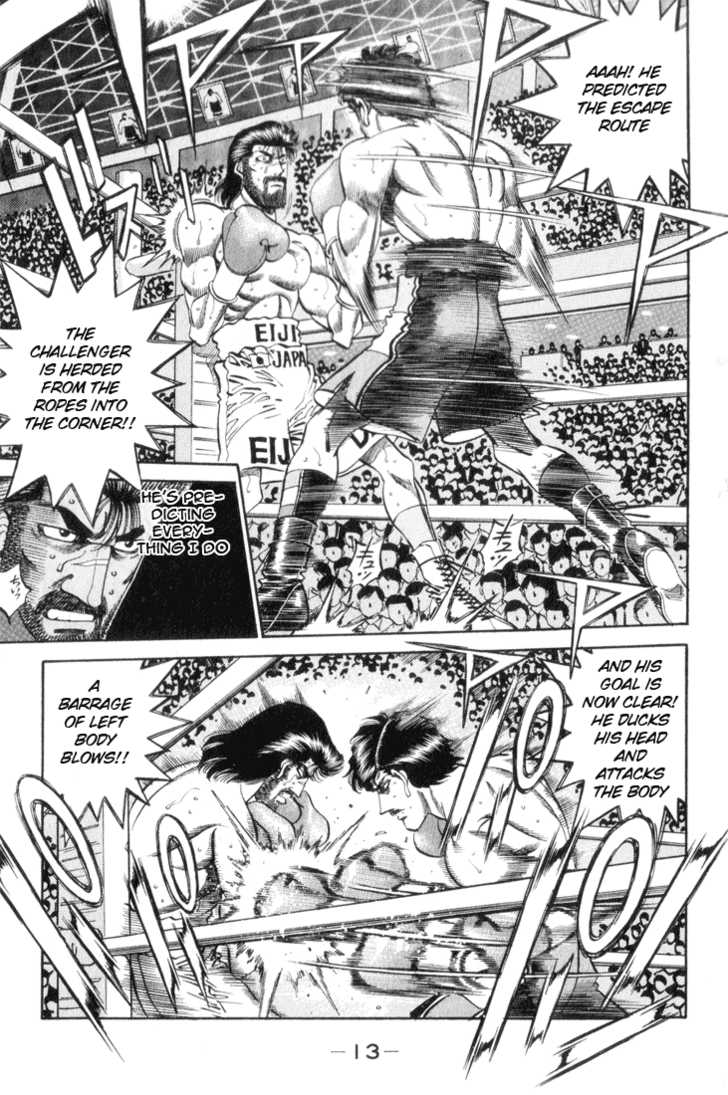 AAAH! HE
PREDICTED
THE ESCAPE
ROUTE
THE
CHALLENGER
IS HERDED
FROM THE
ROPES INTO
THE CORNER!!
EIJI
JAPA
EIJ
HE'S PRE-
DICTING
EVERY-
THING I DO
AND HIS
GOAL IS
NOW CLEAR!
HE DUCKS
HIS HEAD
AND
ATTACKS
THE BODY
A
BARRAGE
OF LEFT
BODY
BLOWS!!
-13-